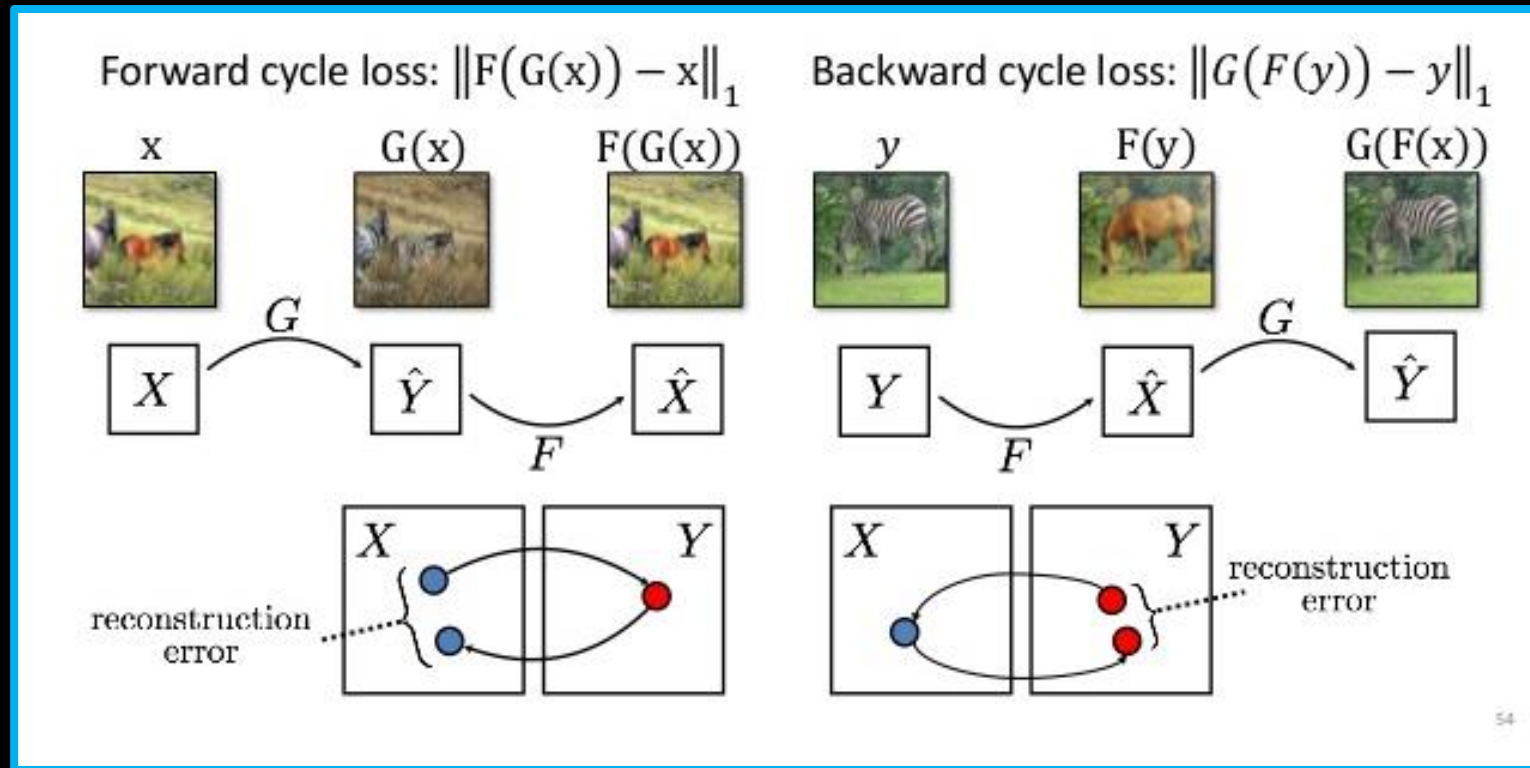 Forward cycle loss: ‖F(G(x)) − x‖₁
Backward cycle loss: ‖G(F(y)) − y‖₁
x
G(x)
F(G(x))
y
F(y)
G(F(x))
G
G
X
Ŷ
X̂
Y
X̂
Ŷ
F
F
X
Y
reconstruction
error
X
Y
reconstruction
error
54